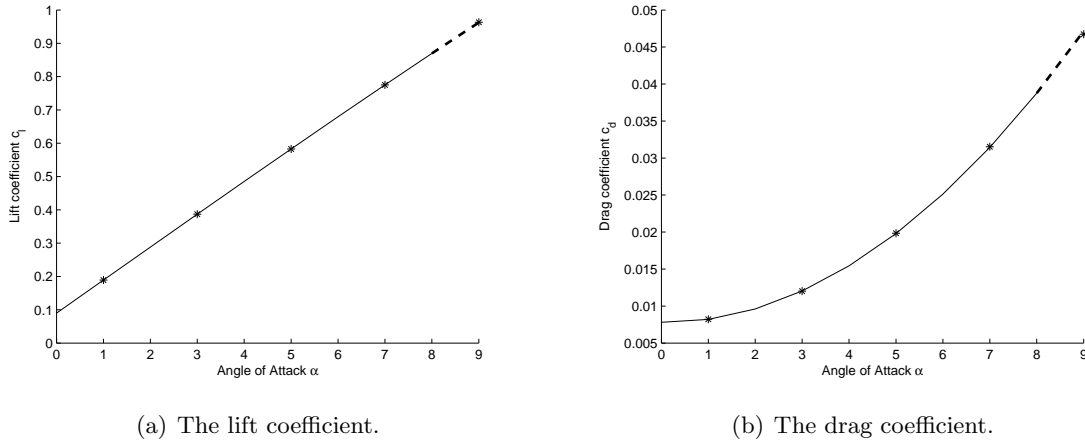 1
0.9
0.8
0.7
0.6
0.5
0.4
0.3
0.2
0.1
0
0 1 2 3 4 5 6 7 8 9
Lift coefficient c_l
Angle of Attack α
(a) The lift coefficient.
0.05
0.045
0.04
0.035
0.03
0.025
0.02
0.015
0.01
0.005
0 1 2 3 4 5 6 7 8 9
Drag coefficient c_d
Angle of Attack α
(b) The drag coefficient.